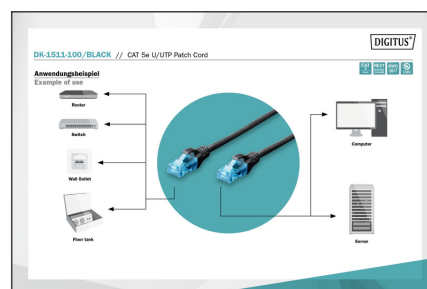 DIGITUS®
DK-1511-100/BLACK // CAT 5e U/UTP Patch Cord
Anwendungsbeispiel
Example of use
Router
Switch
Wall Outlet
Floor tank
Computer
Server